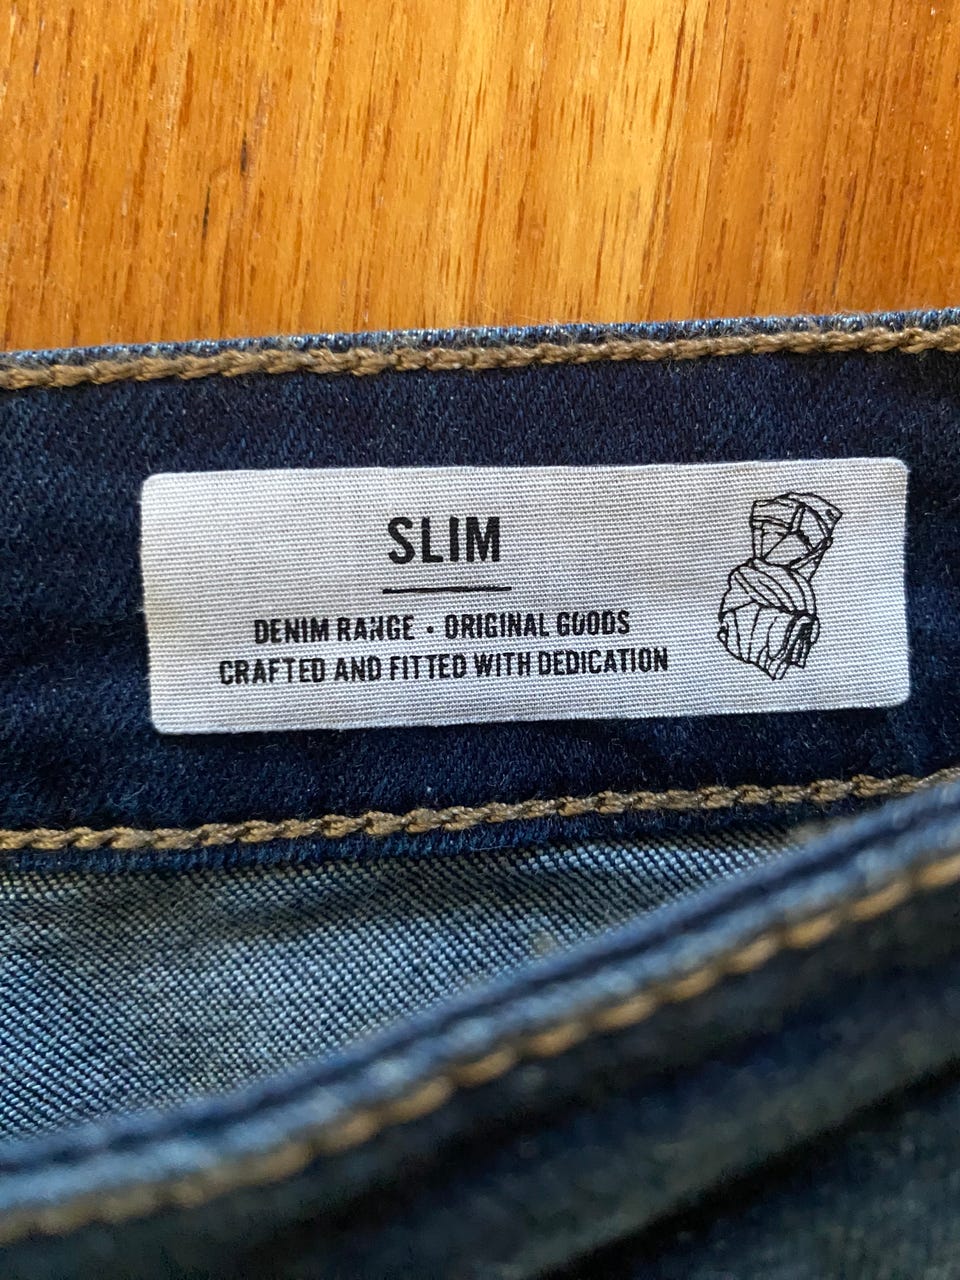 SLIM
DENIM RANGE • ORIGINAL GOODS
CRAFTED AND FITTED WITH DEDICATION